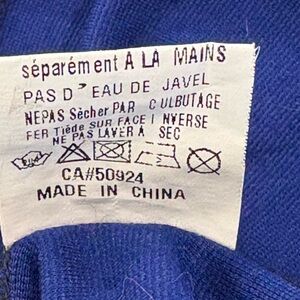 séparément À LA MAINS
PAS D'EAU DE JAVEL
NEPAS Sècher PAR CULBUTAGE
FER Tiède SUR FACE INVERSE
NE PAS LAVER A SEC
CA#50924
MADE IN CHINA